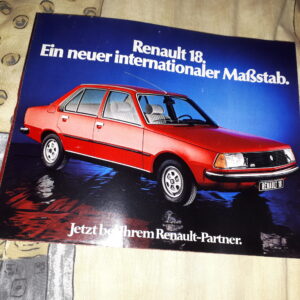 Renault 18.
Ein neuer internationaler Maßstab.
RENAULT 18
Jetzt bei Ihrem Renault-Partner.